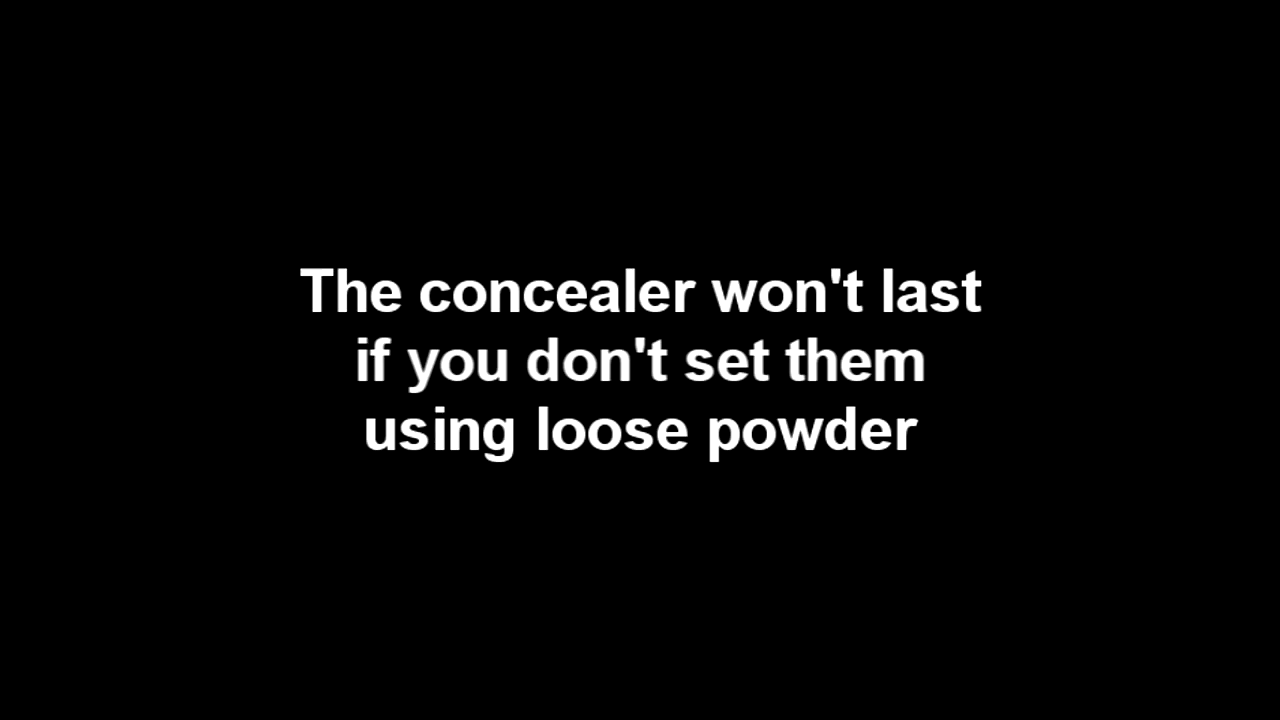 The concealer won't last
if you don't set them
using loose powder